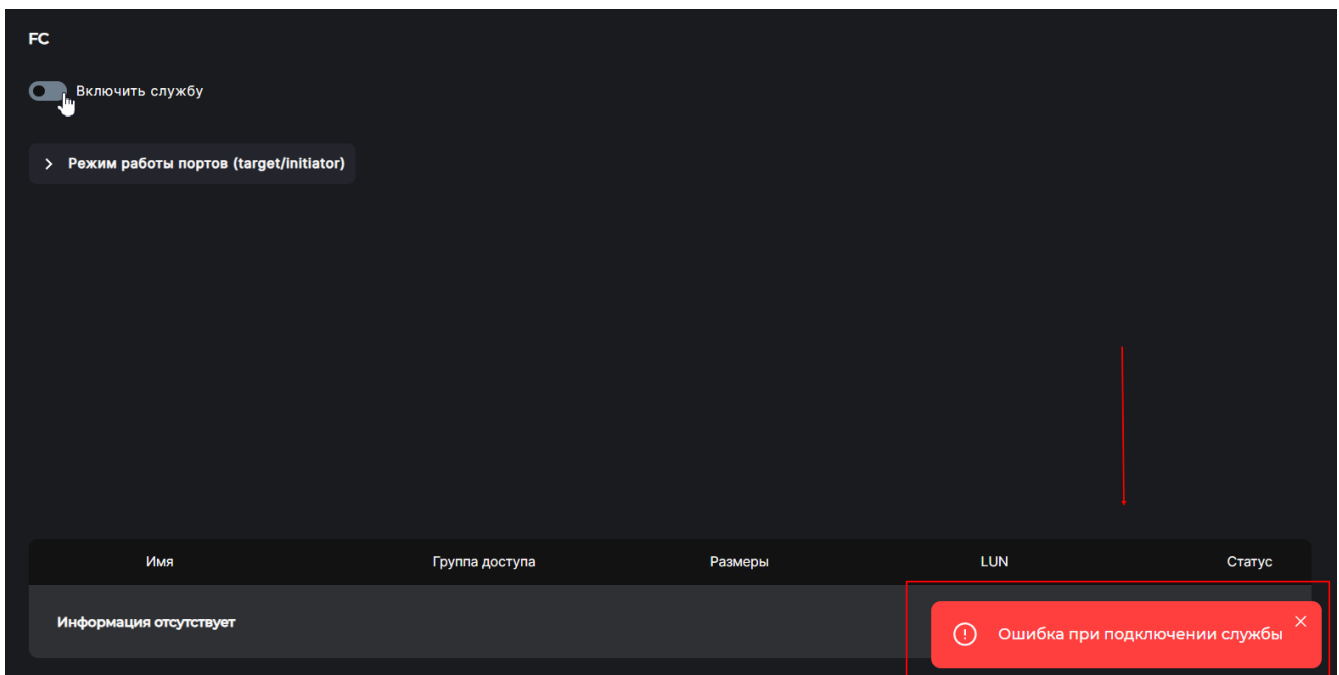 FC
Включить службу
Режим работы портов (target/initiator)
Имя Группа доступа Размеры LUN Статус
Информация отсутствует
Ошибка при подключении службы